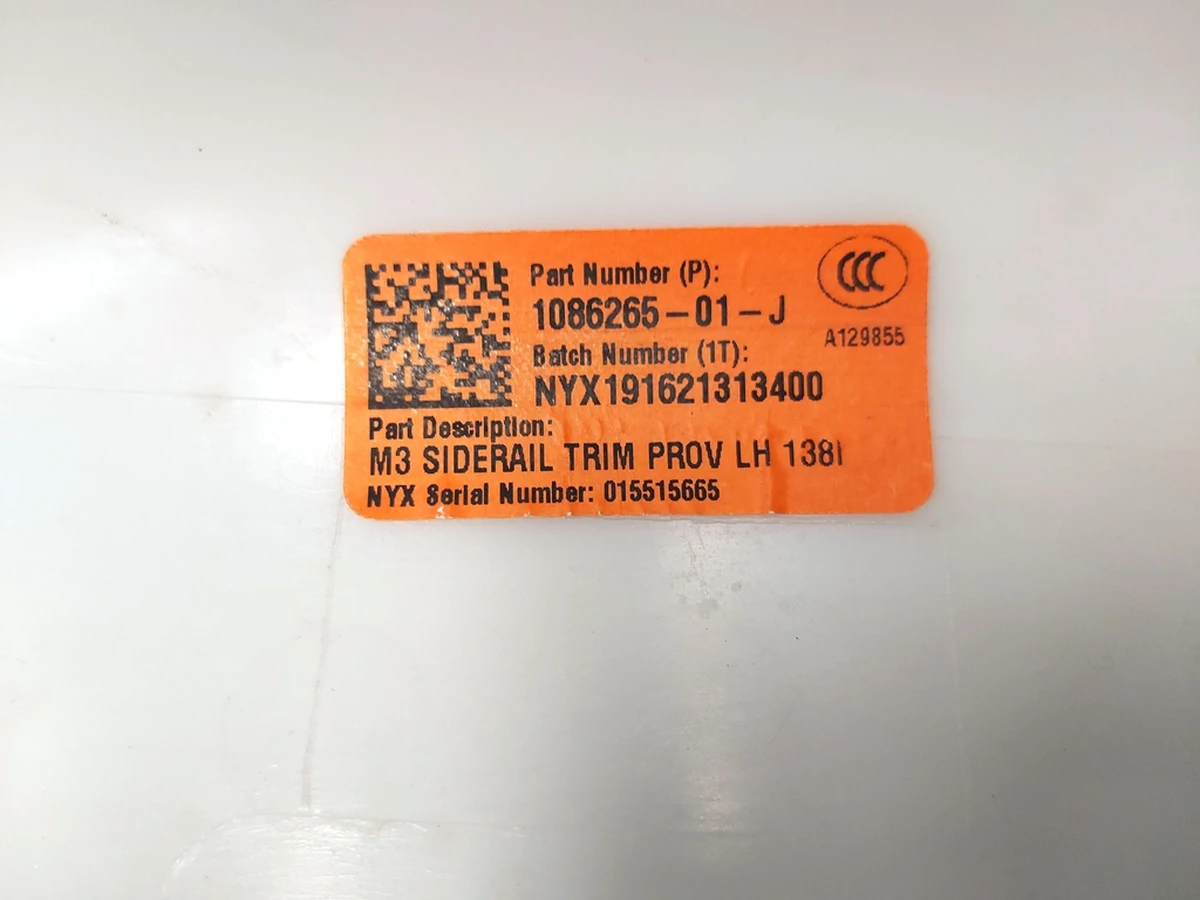 Part Number (P):
1086265-01-J
CCC
A129855
Batch Number (1T):
NYX191621313400
Part Description:
M3 SIDERAIL TRIM PROV LH
NYX Serial Number: 015515665